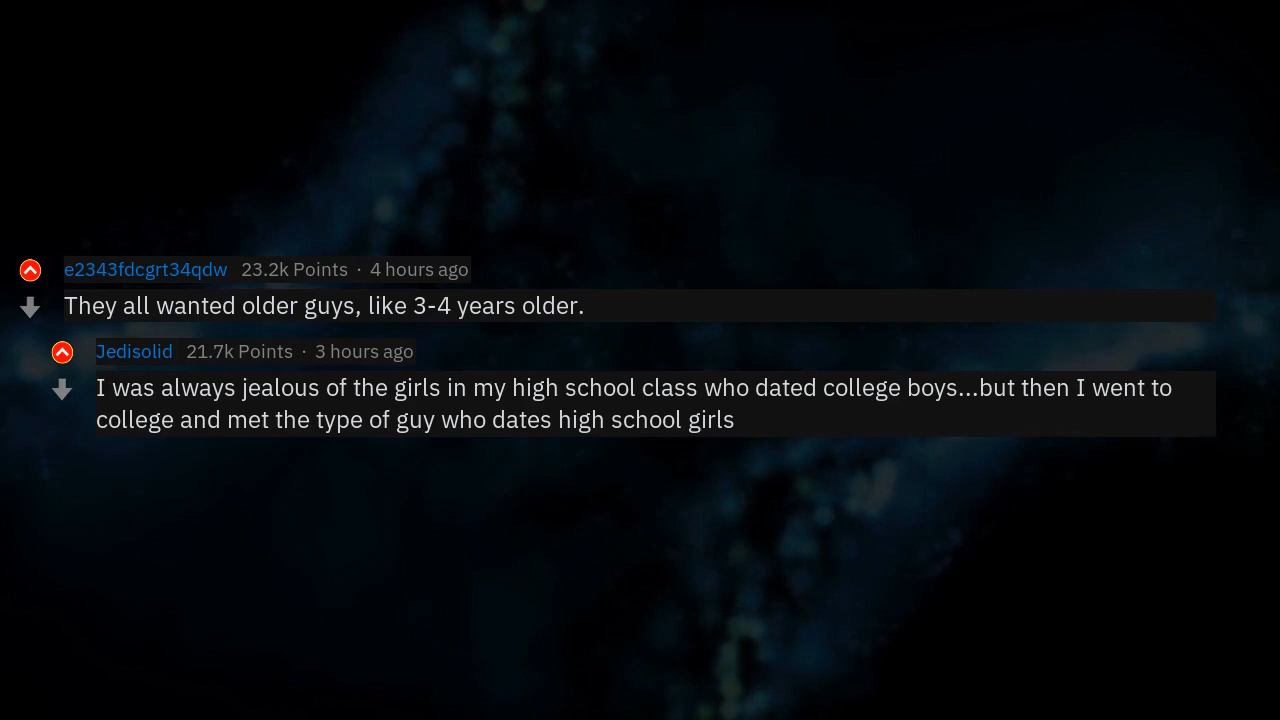 e2343fdcgrt34qdw 23.2k Points · 4 hours ago
They all wanted older guys, like 3-4 years older.
Jedisolid 21.7k Points · 3 hours ago
I was always jealous of the girls in my high school class who dated college boys...but then I went to
college and met the type of guy who dates high school girls